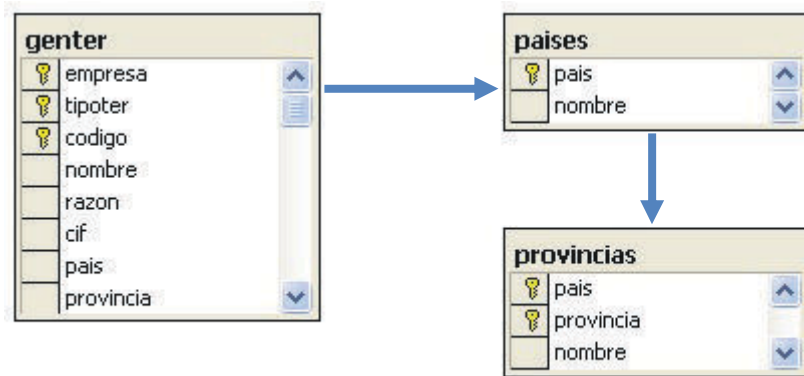 genter
empresa
tipoter
codigo
nombre
razon
cif
pais
provincia
paises
pais
nombre
provincias
pais
provincia
nombre